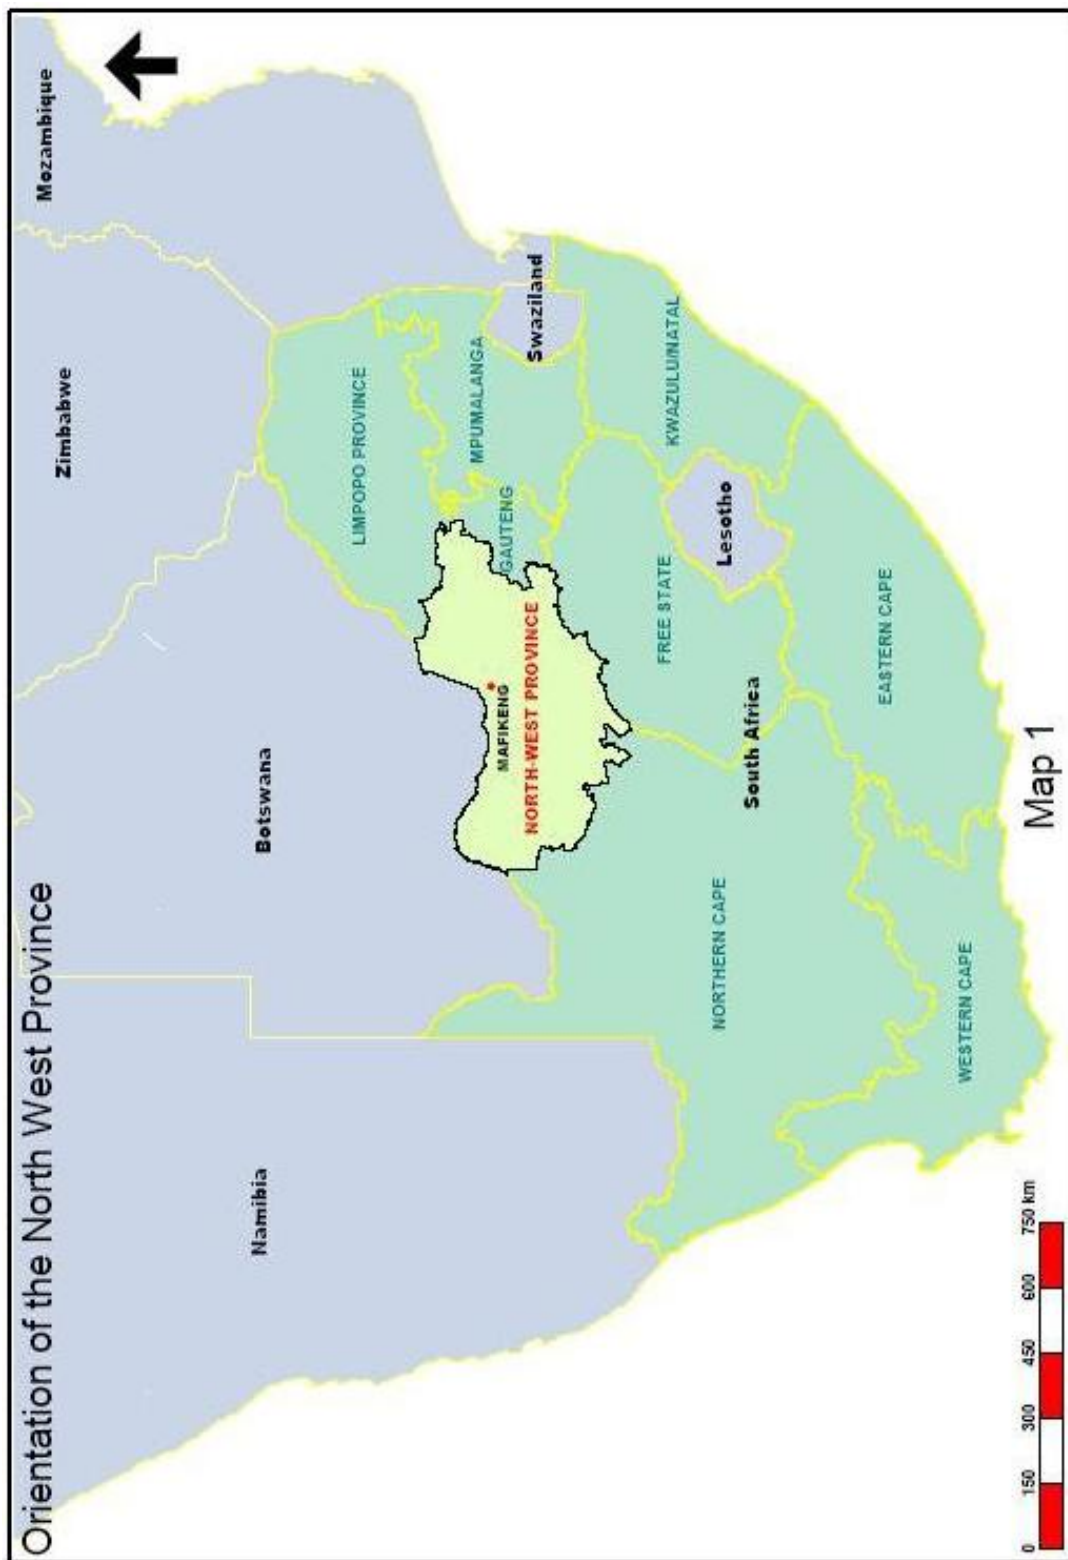 Orientation of the North West Province
Mozambique
Zimbabwe
Botswana
Namibia
LIMPOPO PROVINCE
MPUMALANGA
Swaziland
GAUTENG
MAFIKENG
NORTH-WEST PROVINCE
KWAZULU/NATAL
FREE STATE
Lesotho
NORTHERN CAPE
South Africa
EASTERN CAPE
WESTERN CAPE
0 150 300 450 600 750 km
Map 1